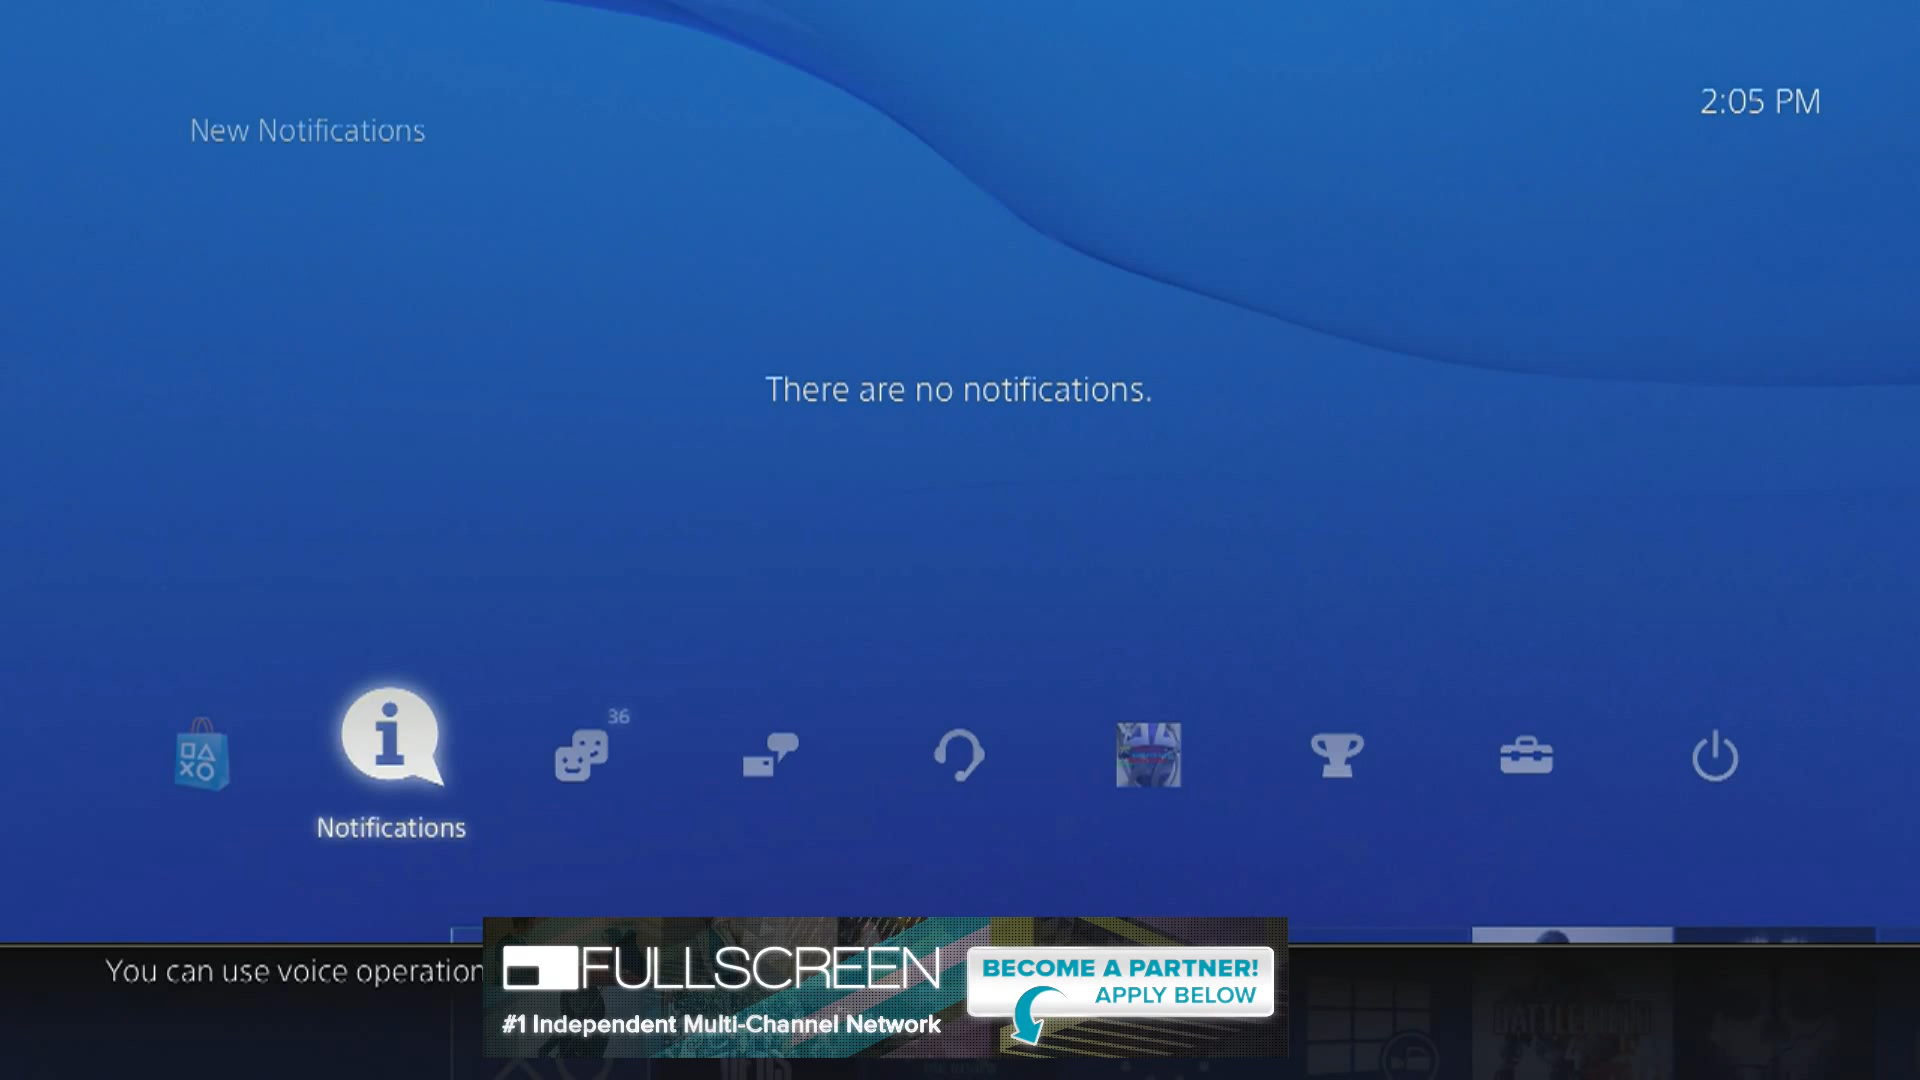 2:05 PM
New Notifications
There are no notifications.
36
Notifications
You can use voice operation
FULLSCREEN
#1 Independent Multi-Channel Network
BECOME A PARTNER!
APPLY BELOW
BATTLEFRONT